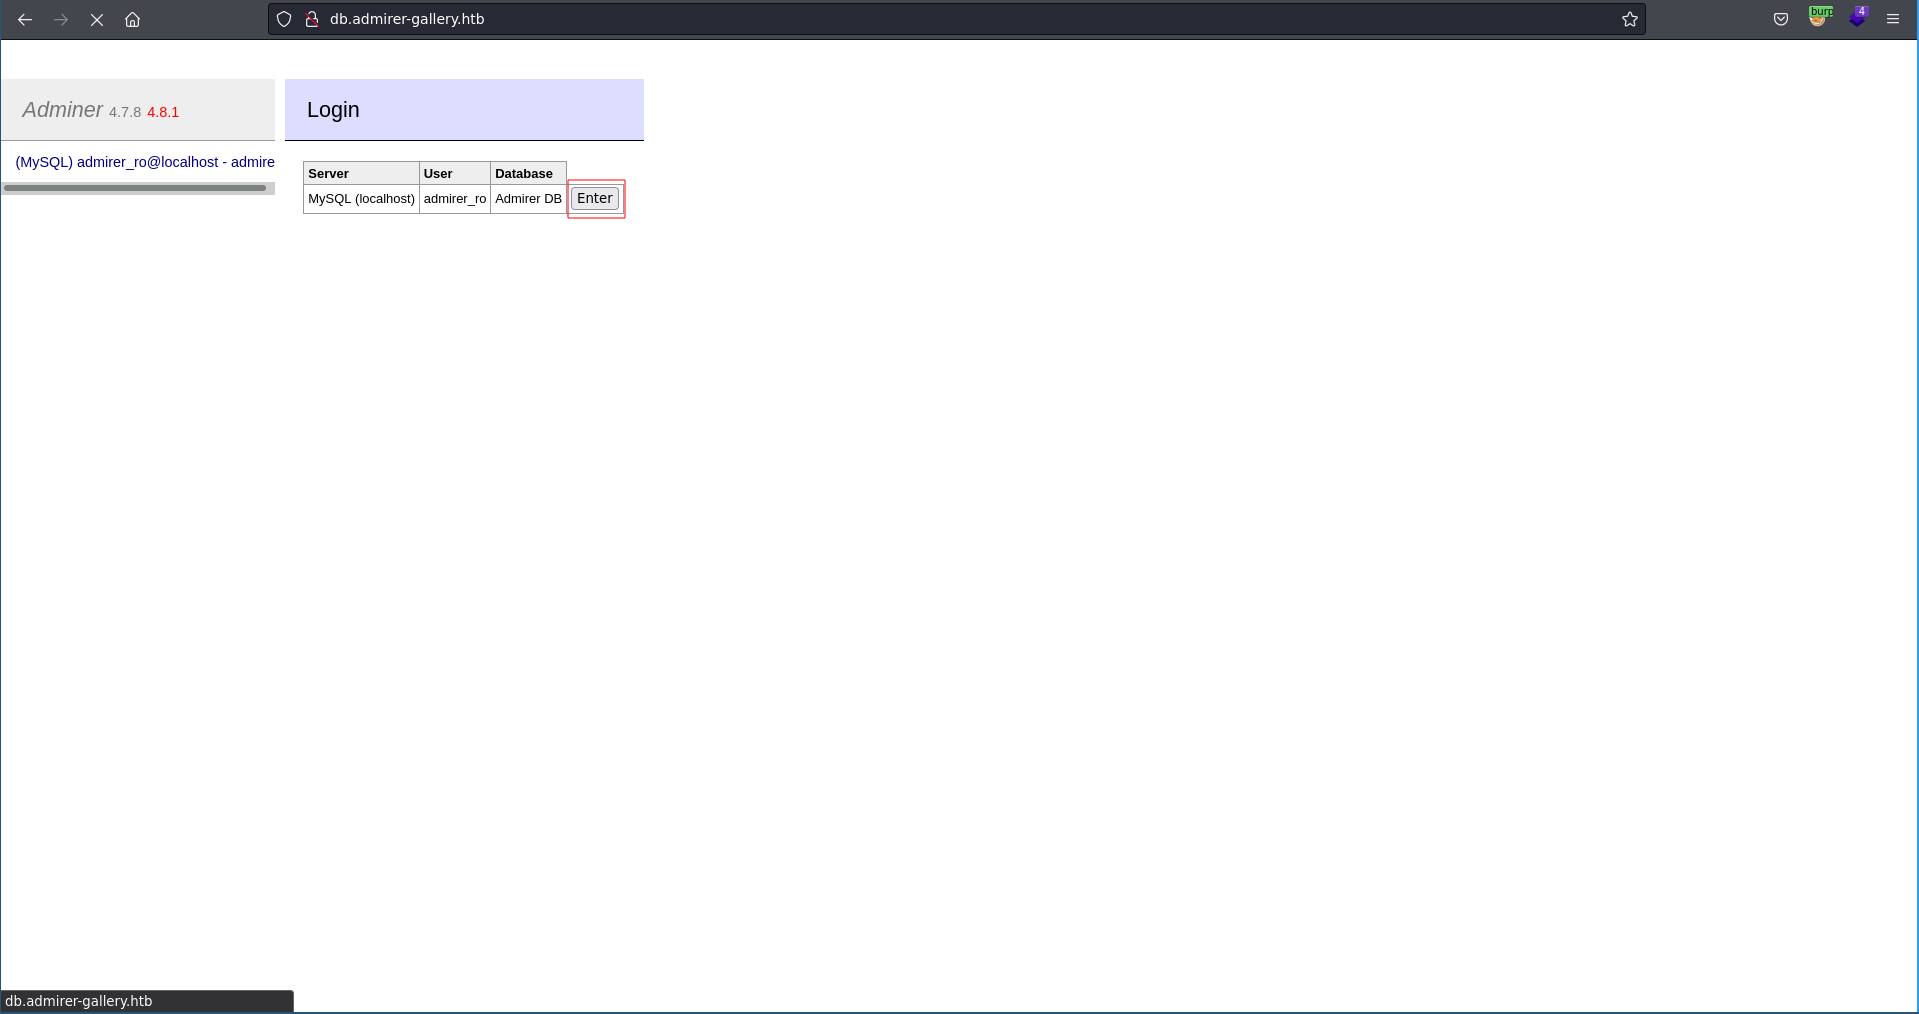 db.admirer-gallery.htb
burp
4
Adminer 4.7.8 4.8.1
Login
(MySQL) admirer_ro@localhost - admire
Server User Database
MySQL (localhost) admirer_ro Admirer DB Enter
db.admirer-gallery.htb